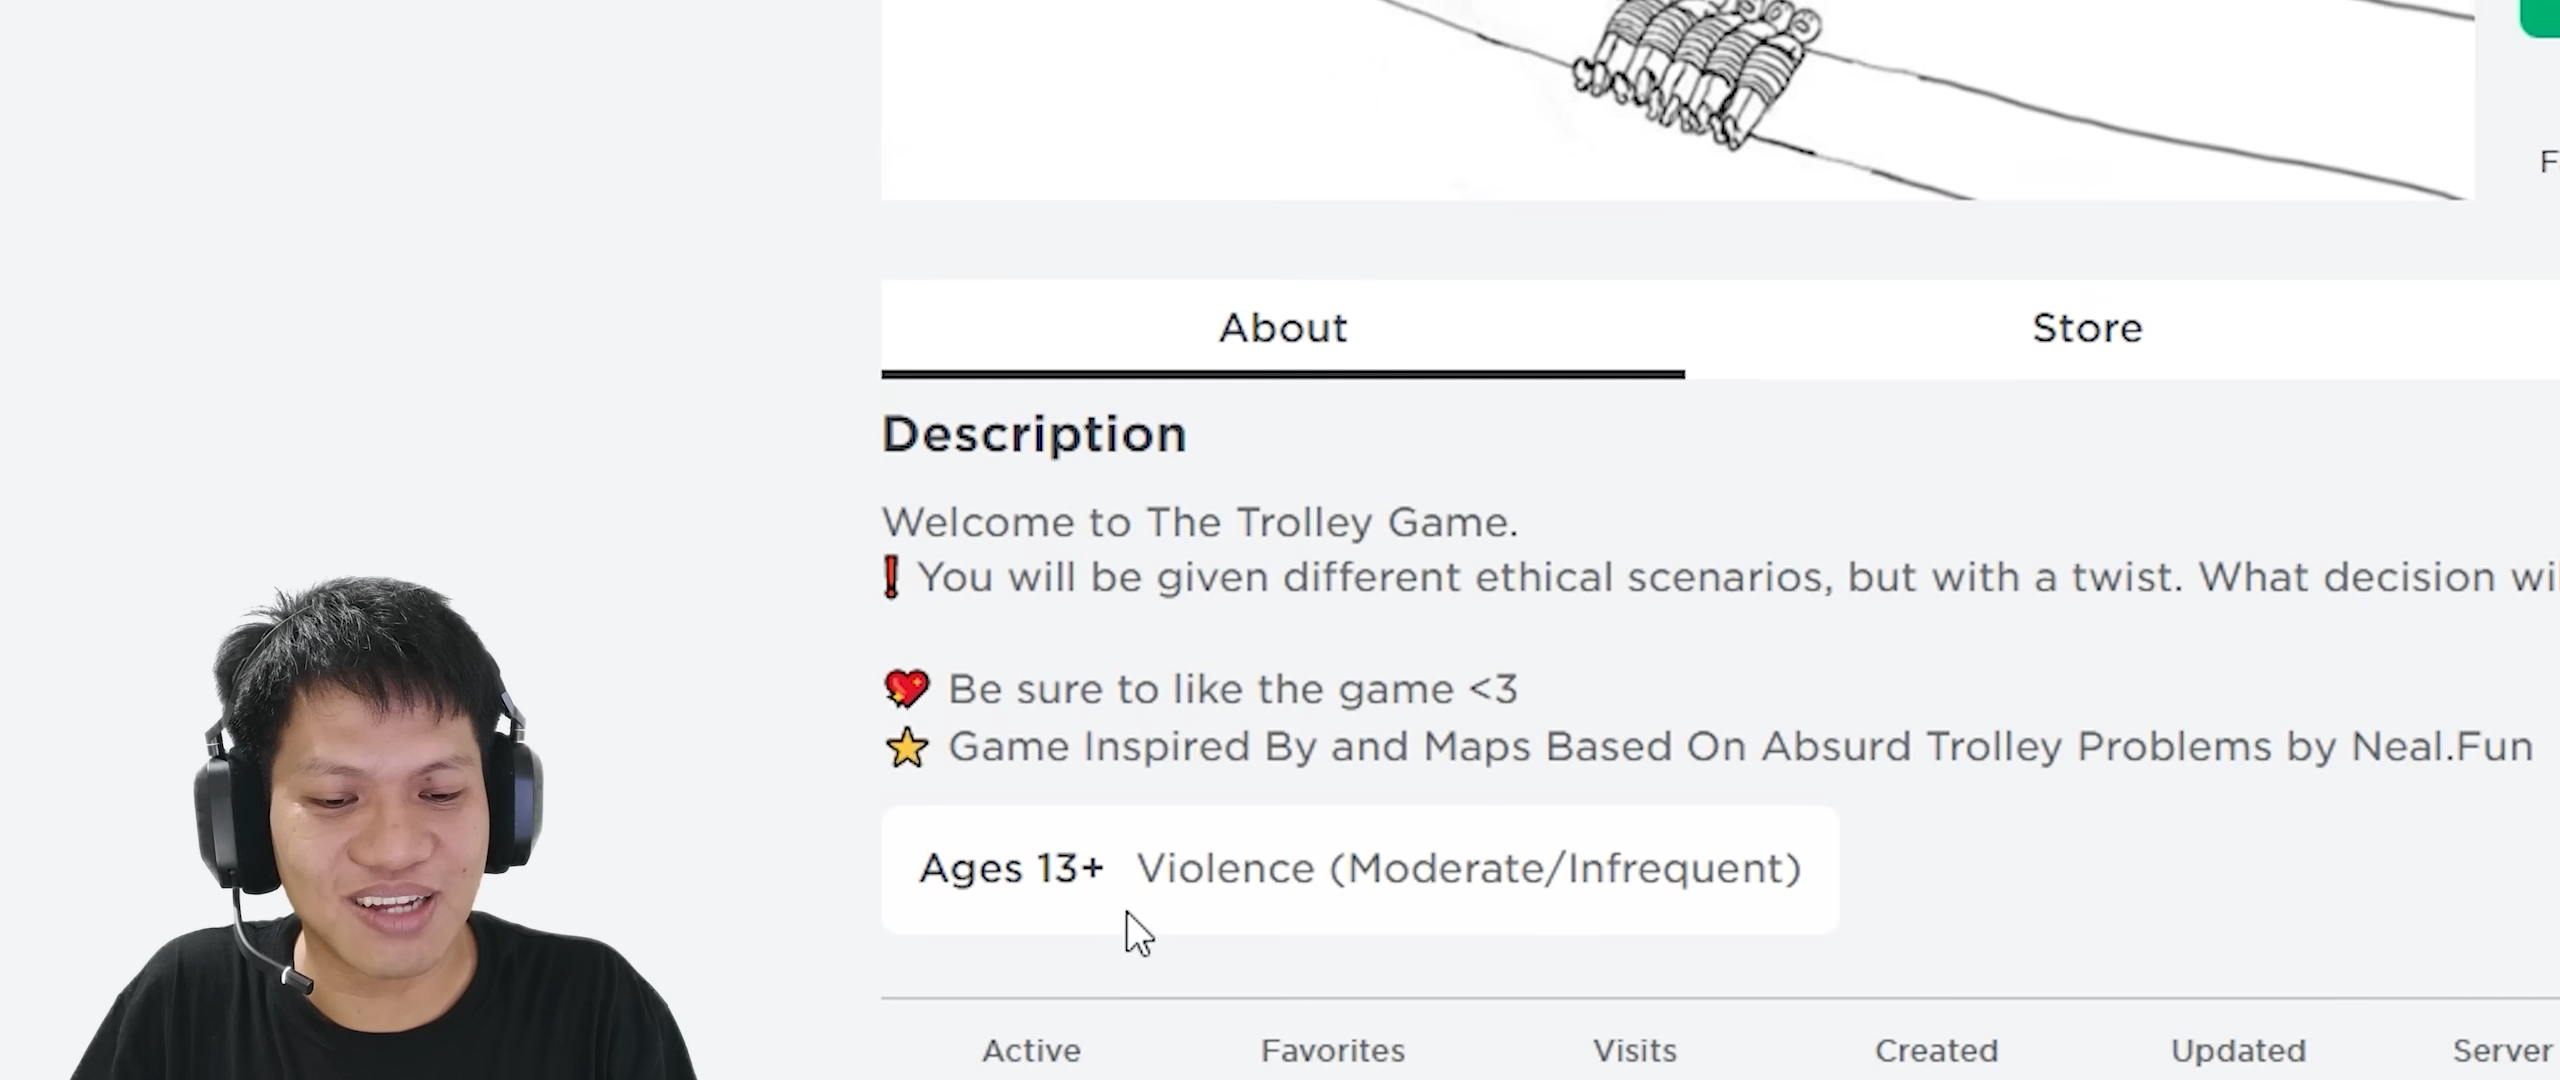 About
Store
Description
Welcome to The Trolley Game.
❗ You will be given different ethical scenarios, but with a twist. What decision
💖 Be sure to like the game <3
⭐ Game Inspired By and Maps Based On Absurd Trolley Problems by Neal.Fun
Ages 13+ Violence (Moderate/Infrequent)
Active Favorites Visits Created Updated Server